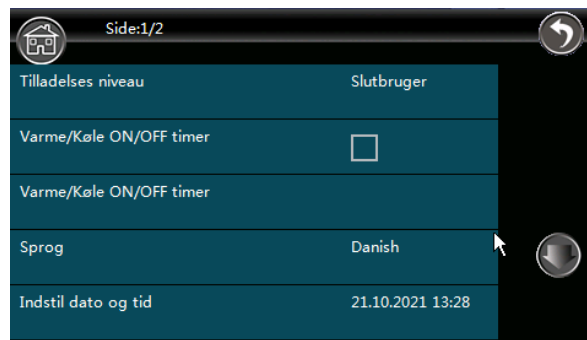 Side:1/2
Tilladelses niveau Slutbruger
Varme/Køle ON/OFF timer
Varme/Køle ON/OFF timer
Sprog Danish
Indstil dato og tid 21.10.2021 13:28